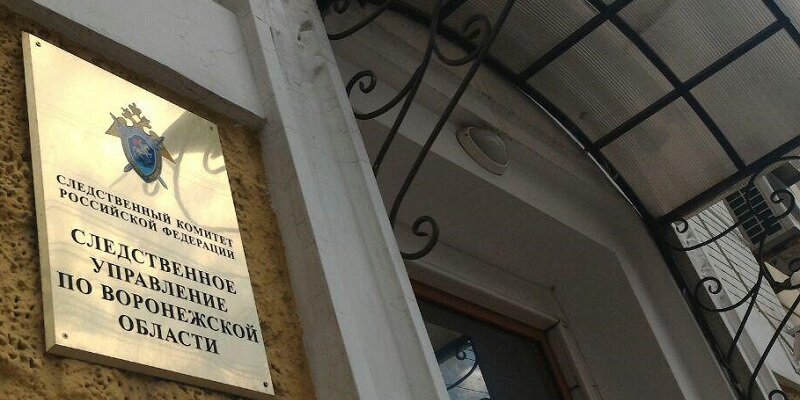 СЛЕДСТВЕННЫЙ КОМИТЕТ
РОССИЙСКОЙ ФЕДЕРАЦИИ
СЛЕДСТВЕННОЕ
УПРАВЛЕНИЕ
ПО ВОРОНЕЖСКОЙ
ОБЛАСТИ